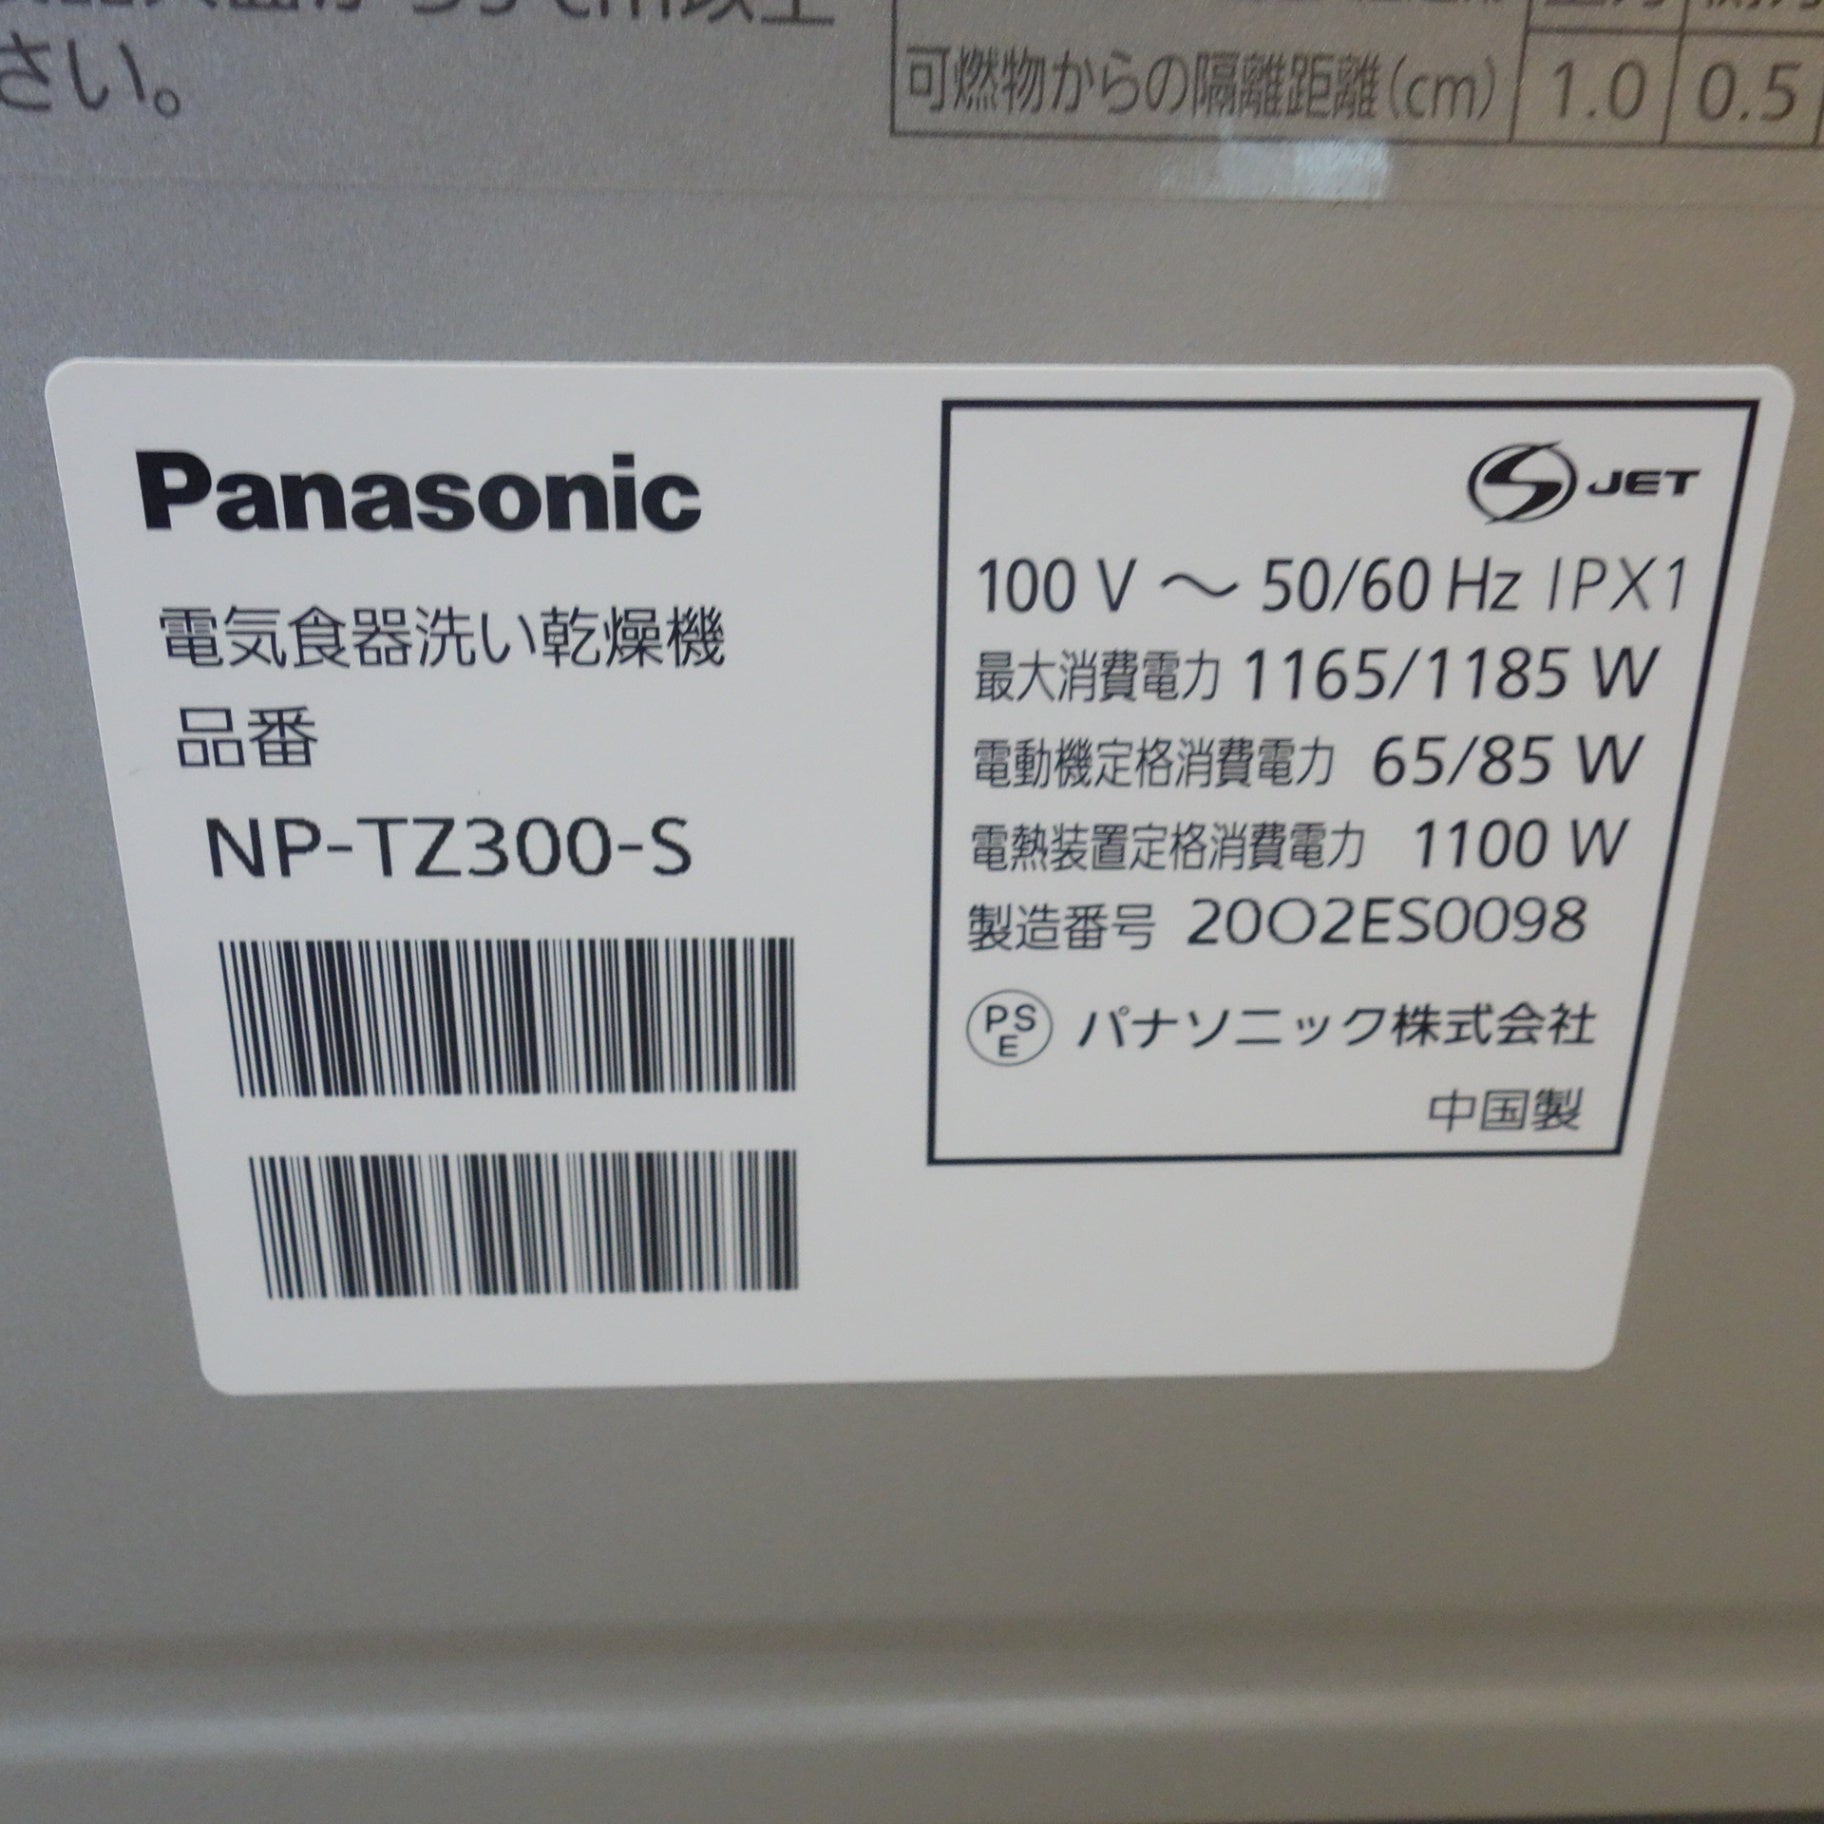 さい。
可燃物からの隔離距離(cm) 1.0 0.5
Panasonic
電気食器洗い乾燥機
品番
NP-TZ300-S
S JET
100 V ～ 50/60 Hz IPX1
最大消費電力 1165/1185 W
電動機定格消費電力 65/85 W
電熱装置定格消費電力 1100 W
製造番号 20O2ES0098
PSE パナソニック株式会社
中国製